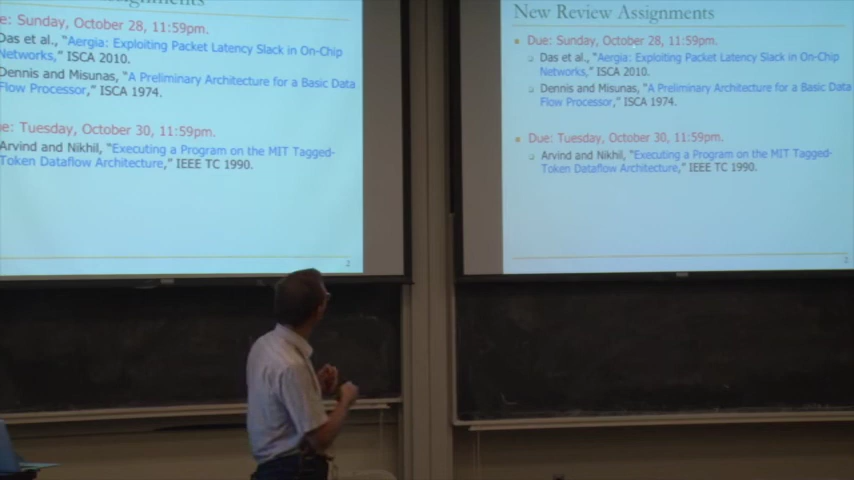 e: Sunday, October 28, 11:59pm.
Das et al., “Aergia: Exploiting Packet Latency Slack in On-Chip
Networks,” ISCA 2010.
Dennis and Misunas, “A Preliminary Architecture for a Basic Data
Flow Processor,” ISCA 1974.
e: Tuesday, October 30, 11:59pm.
Arvind and Nikhil, “Executing a Program on the MIT Tagged-
Token Dataflow Architecture,” IEEE TC 1990.
2
New Review Assignments
Due: Sunday, October 28, 11:59pm.
Das et al., “Aergia: Exploiting Packet Latency Slack in On-Chip
Networks,” ISCA 2010.
Dennis and Misunas, “A Preliminary Architecture for a Basic Data
Flow Processor,” ISCA 1974.
Due: Tuesday, October 30, 11:59pm.
Arvind and Nikhil, “Executing a Program on the MIT Tagged-
Token Dataflow Architecture,” IEEE TC 1990.
2